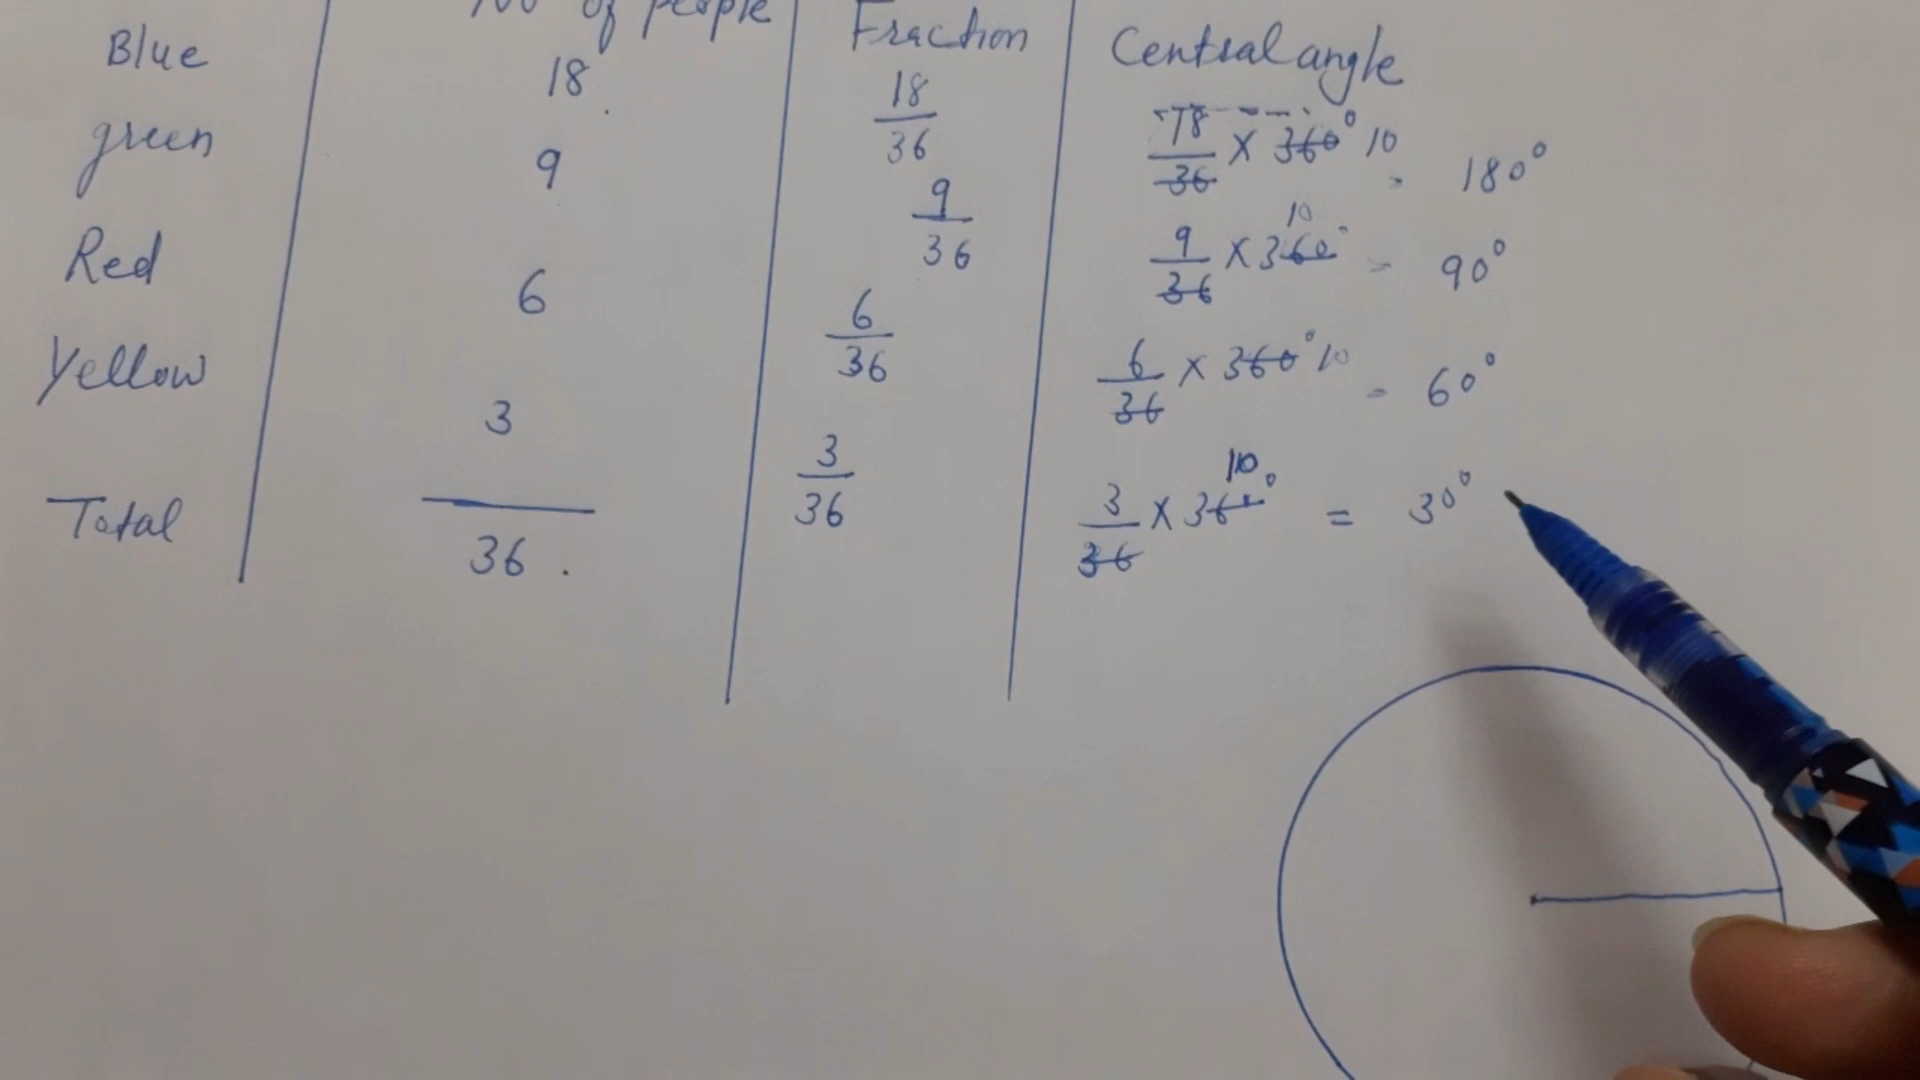 of people Fraction Central angle
Blue 18 18/36 18/36 × 360° 10 = 180°
green 9 9/36 9/36 × 360° 10 = 90°
Red 6 6/36 6/36 × 360° 10 = 60°
Yellow 3 3/36 3/36 × 360° 10 = 30°
Total 36.